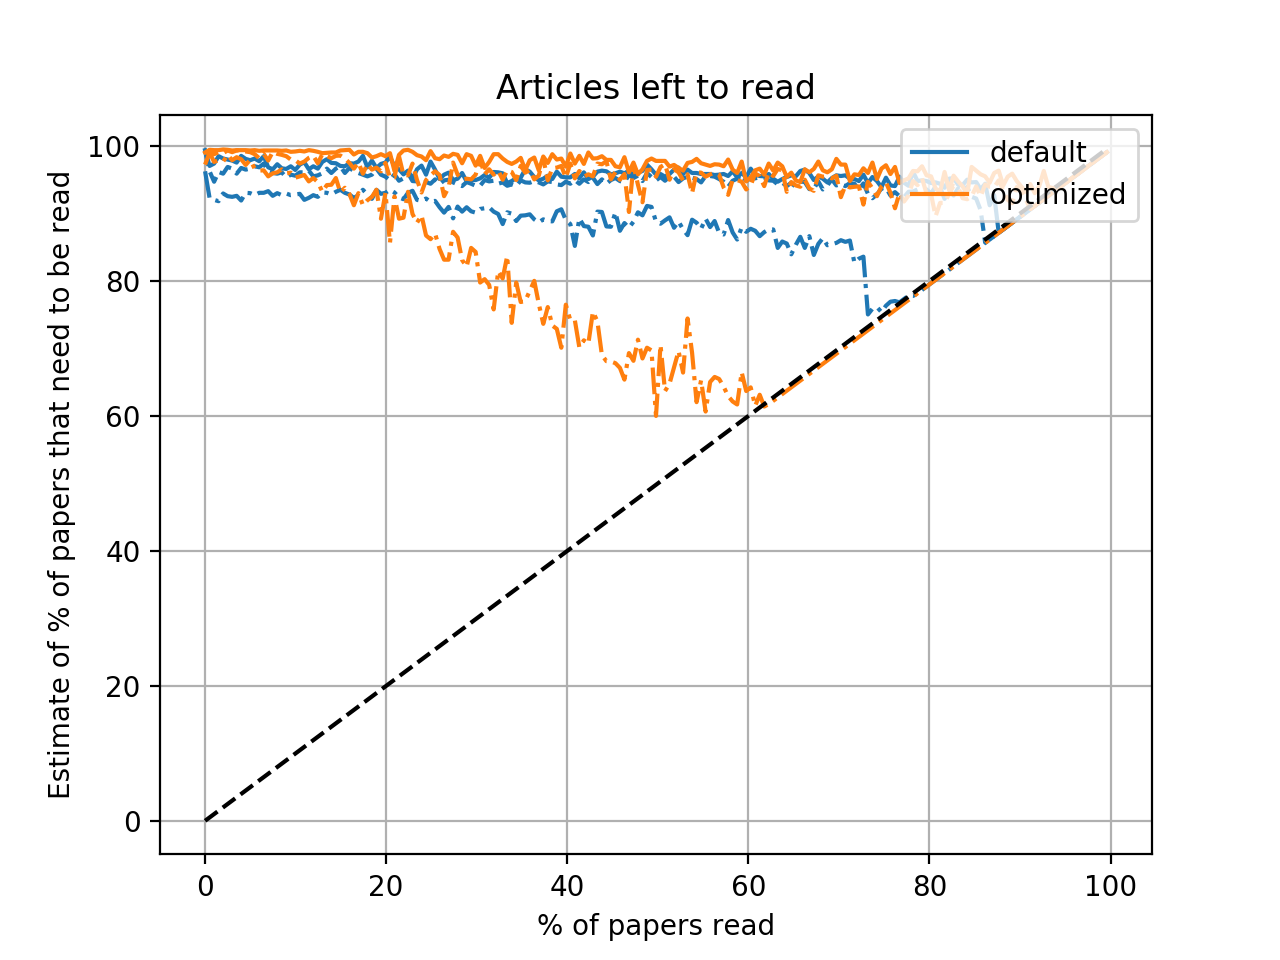 Articles left to read
default
optimized
100
80
60
40
20
0
Estimate of % of papers that need to be read
0 20 40 60 80 100
% of papers read